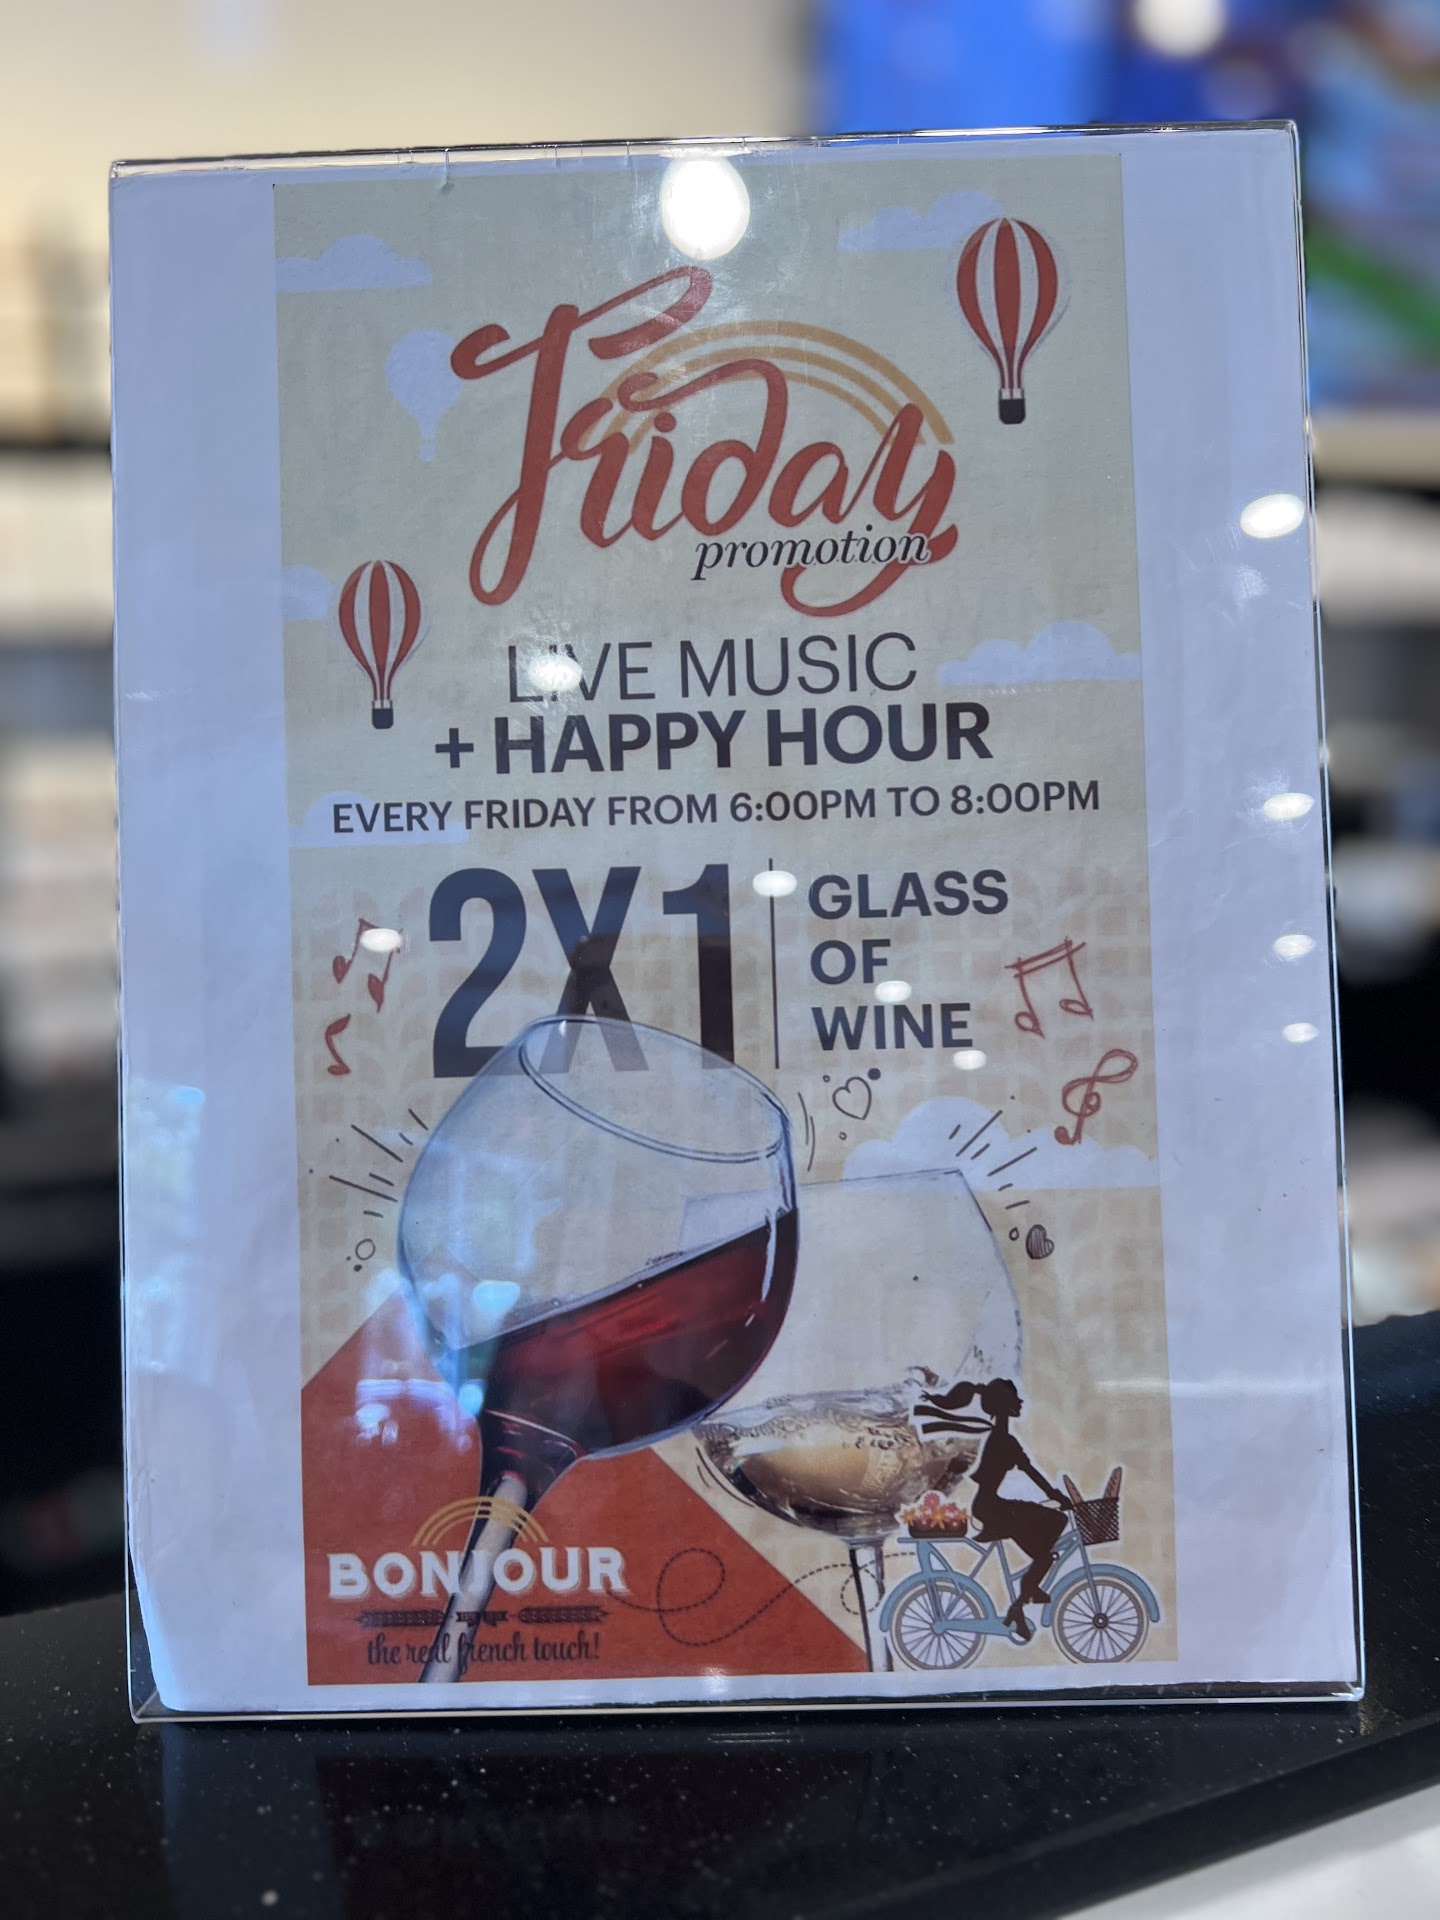 Friday
promotion
LIVE MUSIC
+ HAPPY HOUR
EVERY FRIDAY FROM 6:00PM TO 8:00PM
2X1
GLASS
OF
WINE
BONJOUR
the real french touch!